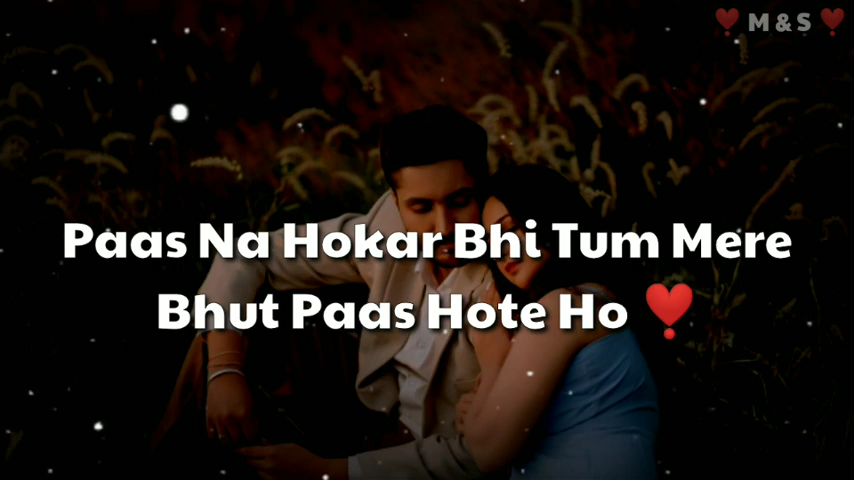 ❣️ M & S ❣️
Paas Na Hokar Bhi Tum Mere
Bhut Paas Hote Ho ❣️